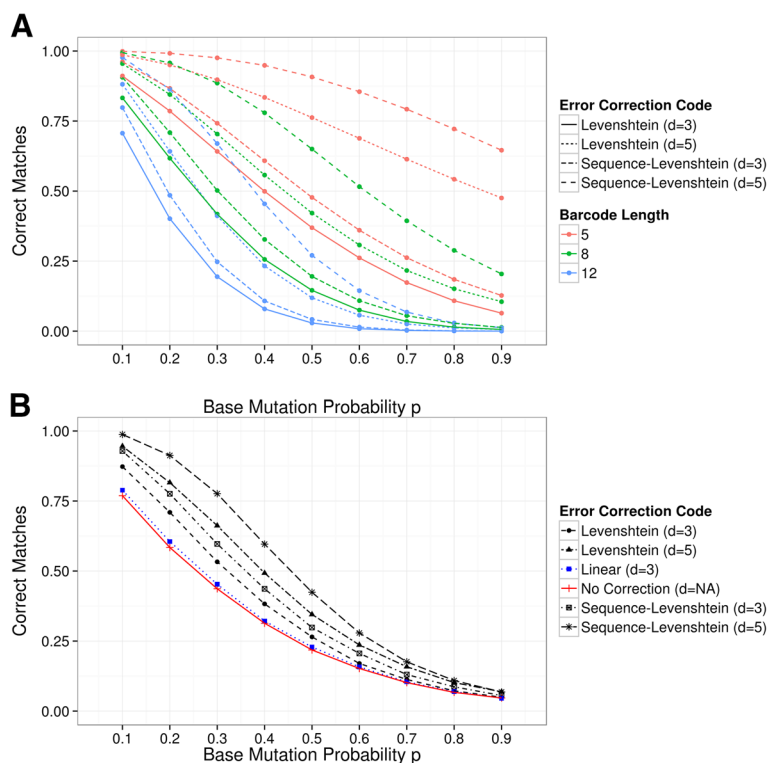 A
1.00
0.75
0.50
0.25
0.00
Correct Matches
0.1 0.2 0.3 0.4 0.5 0.6 0.7 0.8 0.9
Base Mutation Probability p
Error Correction Code
Levenshtein (d=3)
Levenshtein (d=5)
Sequence-Levenshtein (d=3)
Sequence-Levenshtein (d=5)
Barcode Length
5
8
12
B
1.00
0.75
0.50
0.25
0.00
Correct Matches
0.1 0.2 0.3 0.4 0.5 0.6 0.7 0.8 0.9
Base Mutation Probability p
Error Correction Code
Levenshtein (d=3)
Levenshtein (d=5)
Linear (d=3)
No Correction (d=NA)
Sequence-Levenshtein (d=3)
Sequence-Levenshtein (d=5)